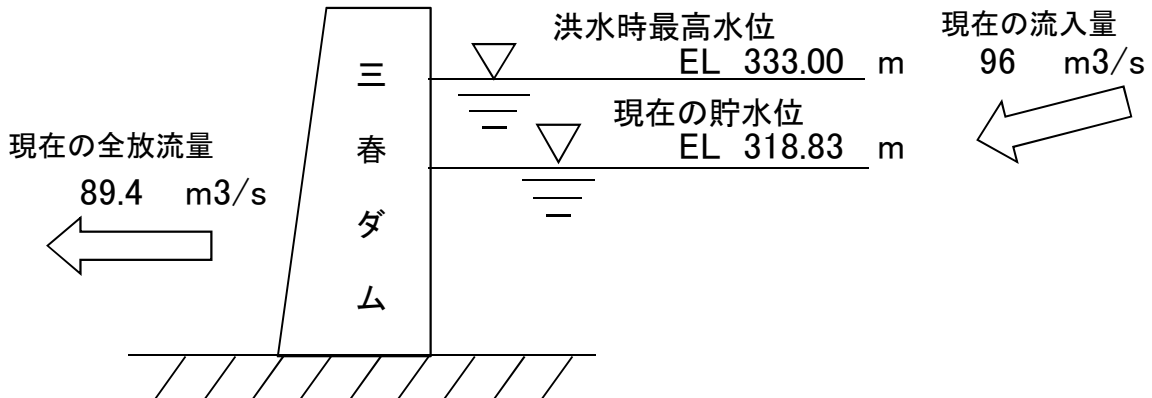 洪水時最高水位
EL 333.00 m
現在の流入量
96 m3/s
現在の貯水位
EL 318.83 m
現在の全放流量
89.4 m3/s
三春ダム